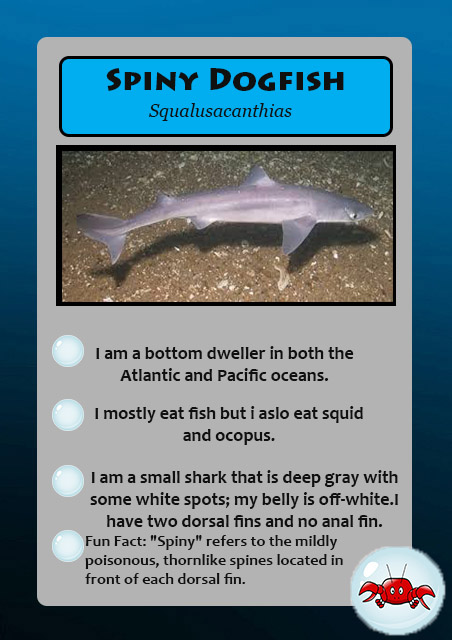 Spiny Dogfish
Squalusacanthias
I am a bottom dweller in both the
Atlantic and Pacific oceans.
I mostly eat fish but i aslo eat squid
and ocopus.
I am a small shark that is deep gray with
some white spots; my belly is off-white.I
have two dorsal fins and no anal fin.
Fun Fact: "Spiny" refers to the mildly
poisonous, thornlike spines located in
front of each dorsal fin.